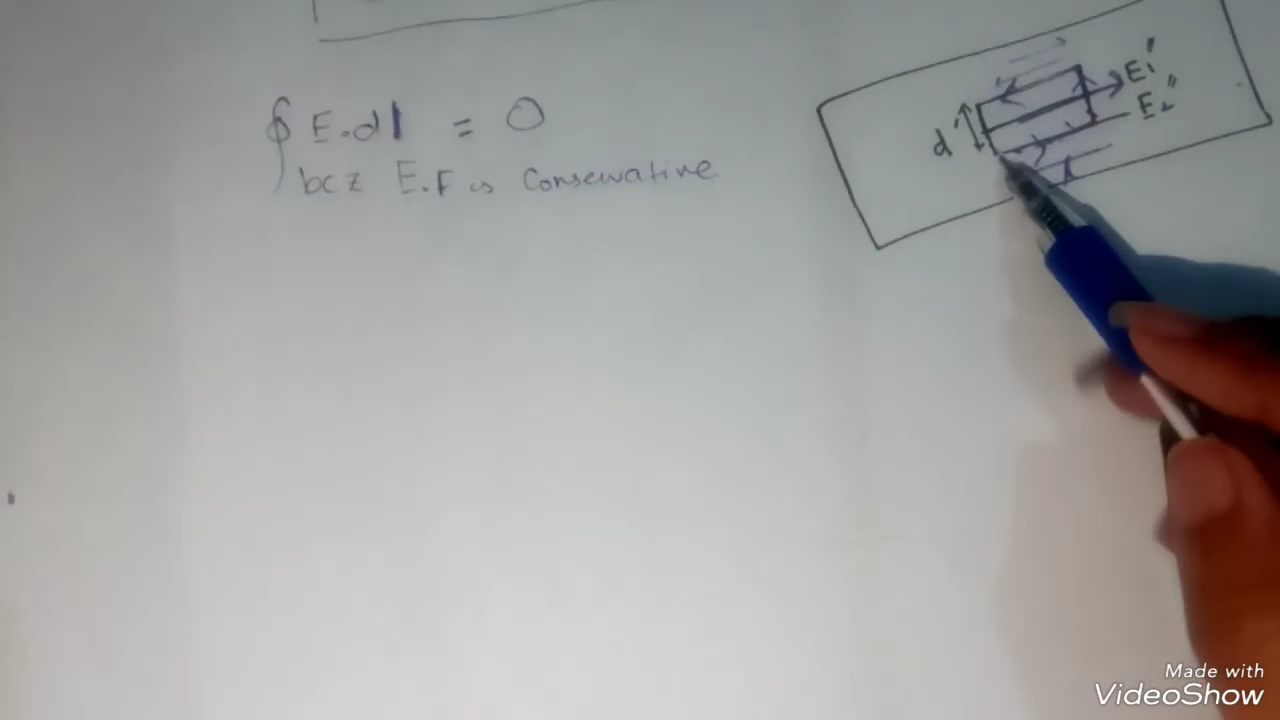 ∮ E.dl = 0
bcz E.F is Conservative
E₁"
E₂"
d
l
Made with
VideoShow